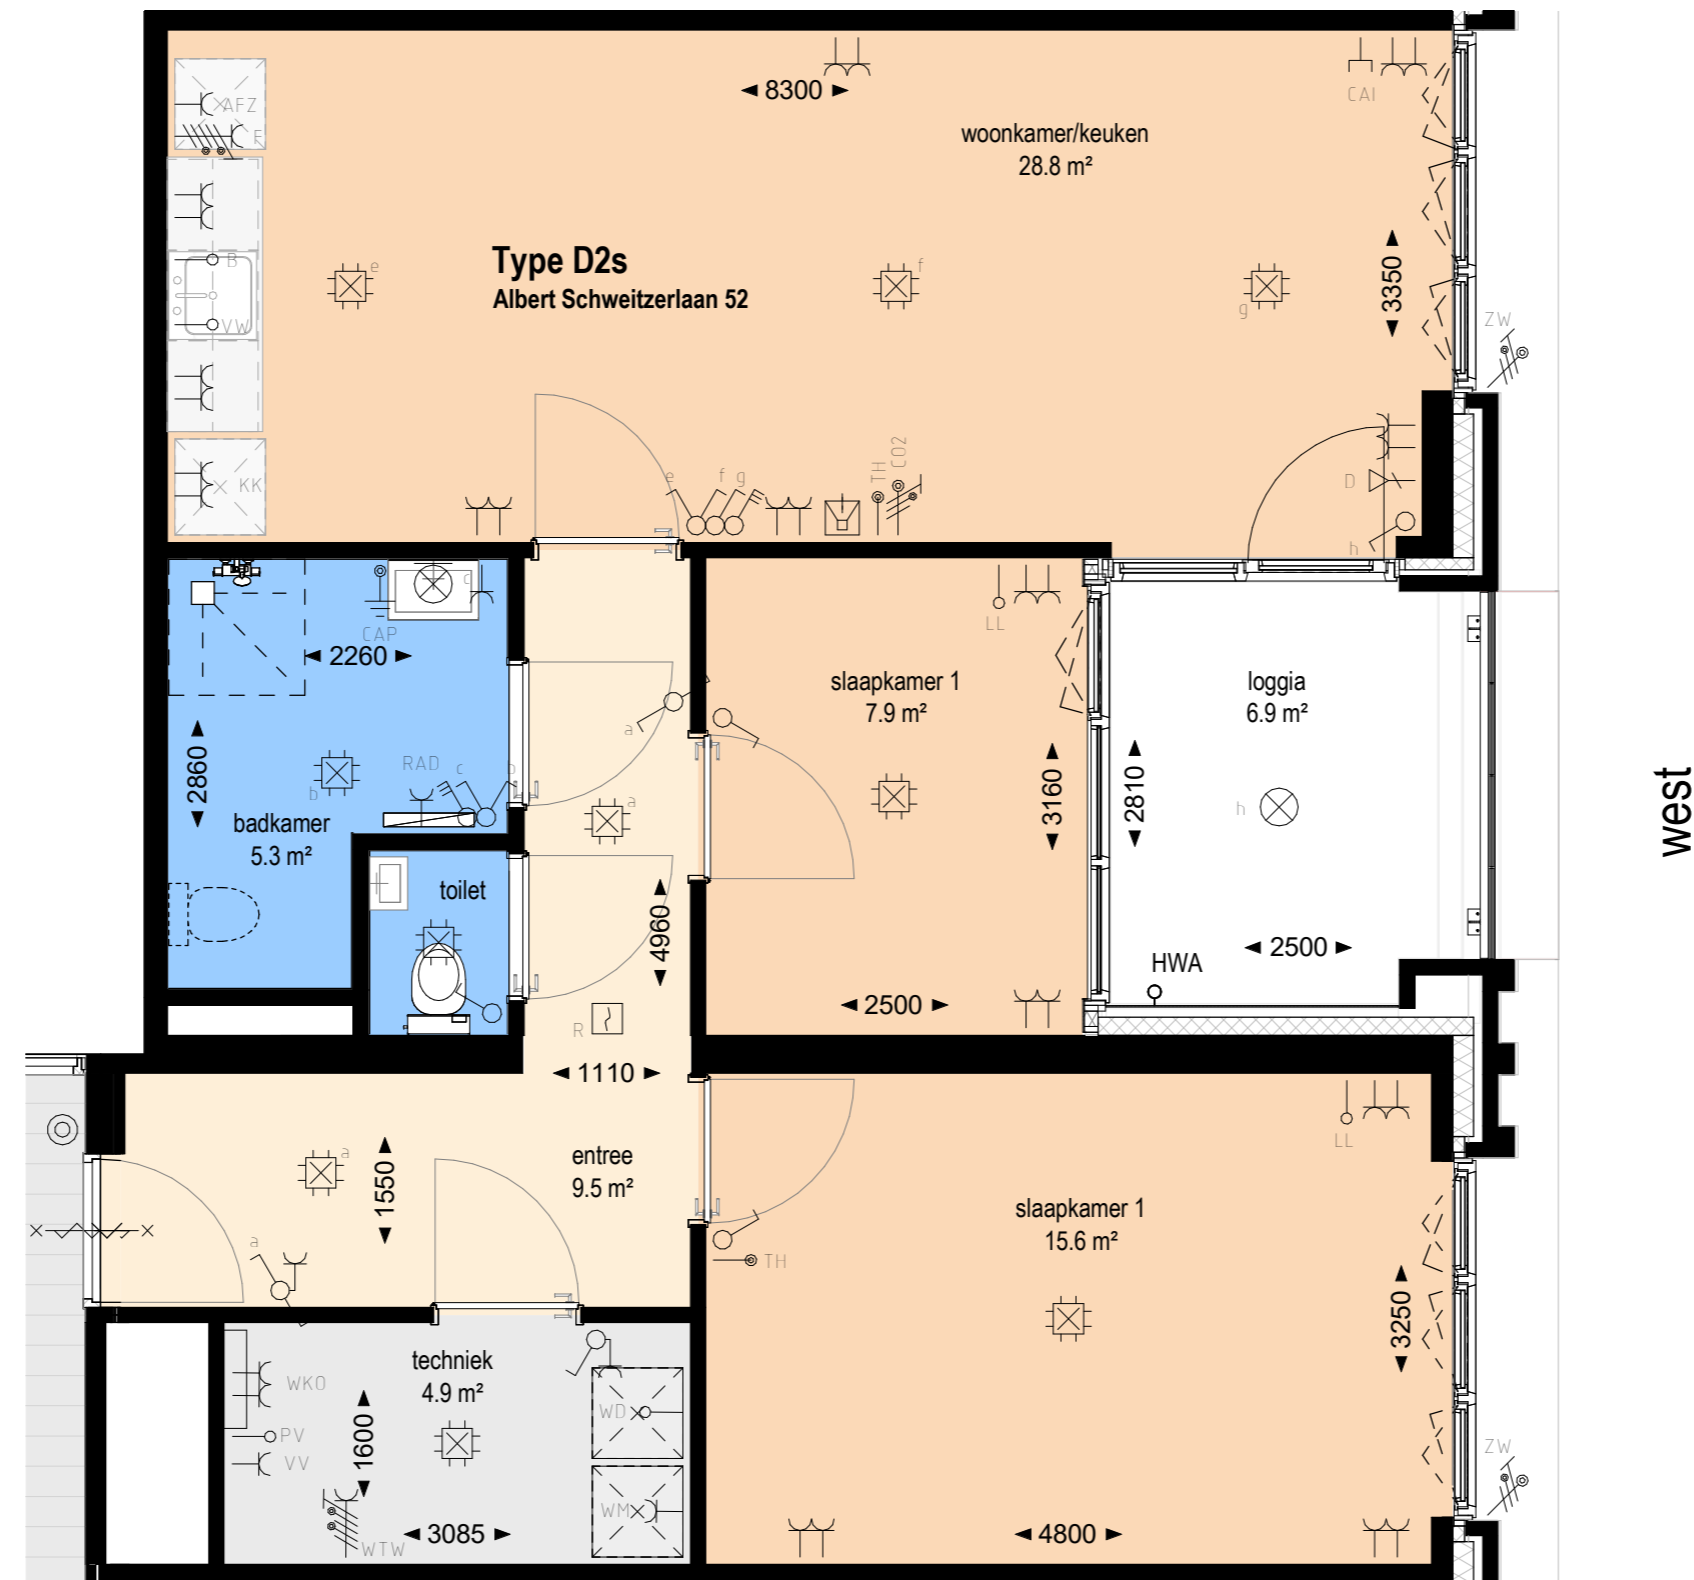 AFZ
F
8300
CAI
woonkamer/keuken
28.8 m²
B
VW
e
Type D2s
Albert Schweitzerlaan 52
f
g
3350
ZW
KK
e
f g
TH
CO2
D
h
CAP
c
2260
LL
slaapkamer 1
7.9 m²
loggia
6.9 m²
a
2860
b
RAD
c
b
badkamer
5.3 m²
a
3160
2810
h
west
toilet
4960
HWA
2500
2500
R
1110
LL
a
1550
entree
9.5 m²
a
TH
slaapkamer 1
15.6 m²
3250
techniek
4.9 m²
WKO
PV
VV
1600
WD
WM
WTW
3085
4800
ZW